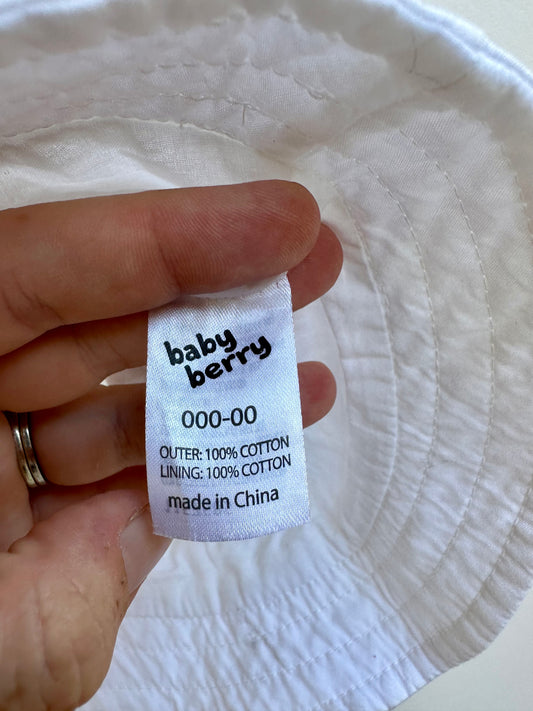 baby
berry
000-00
OUTER: 100% COTTON
LINING: 100% COTTON
made in China